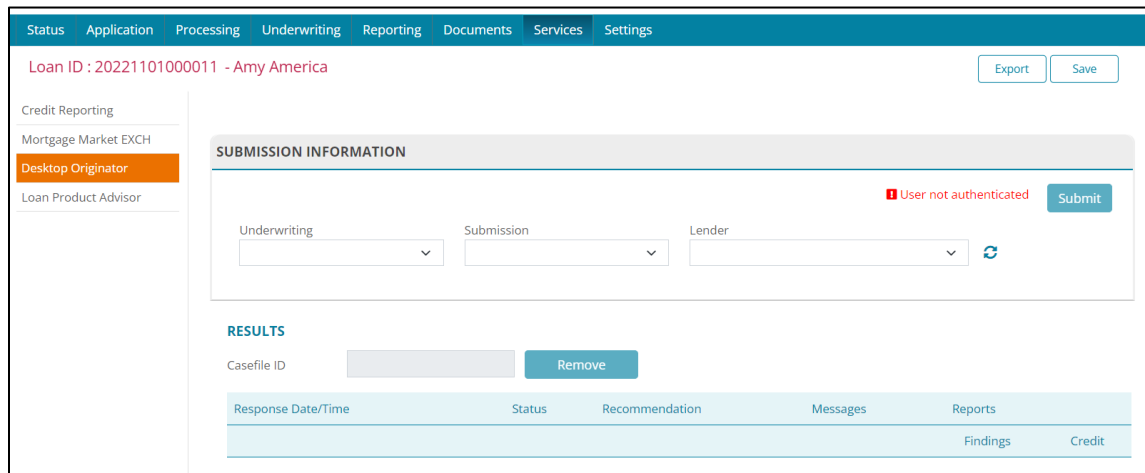 Status Application Processing Underwriting Reporting Documents Services Settings
Loan ID : 20221101000011 - Amy America
Export Save
Credit Reporting
Mortgage Market EXCH
Desktop Originator
Loan Product Advisor
SUBMISSION INFORMATION
User not authenticated Submit
Underwriting Submission Lender
RESULTS
Casefile ID Remove
Response Date/Time Status Recommendation Messages Reports
Findings Credit